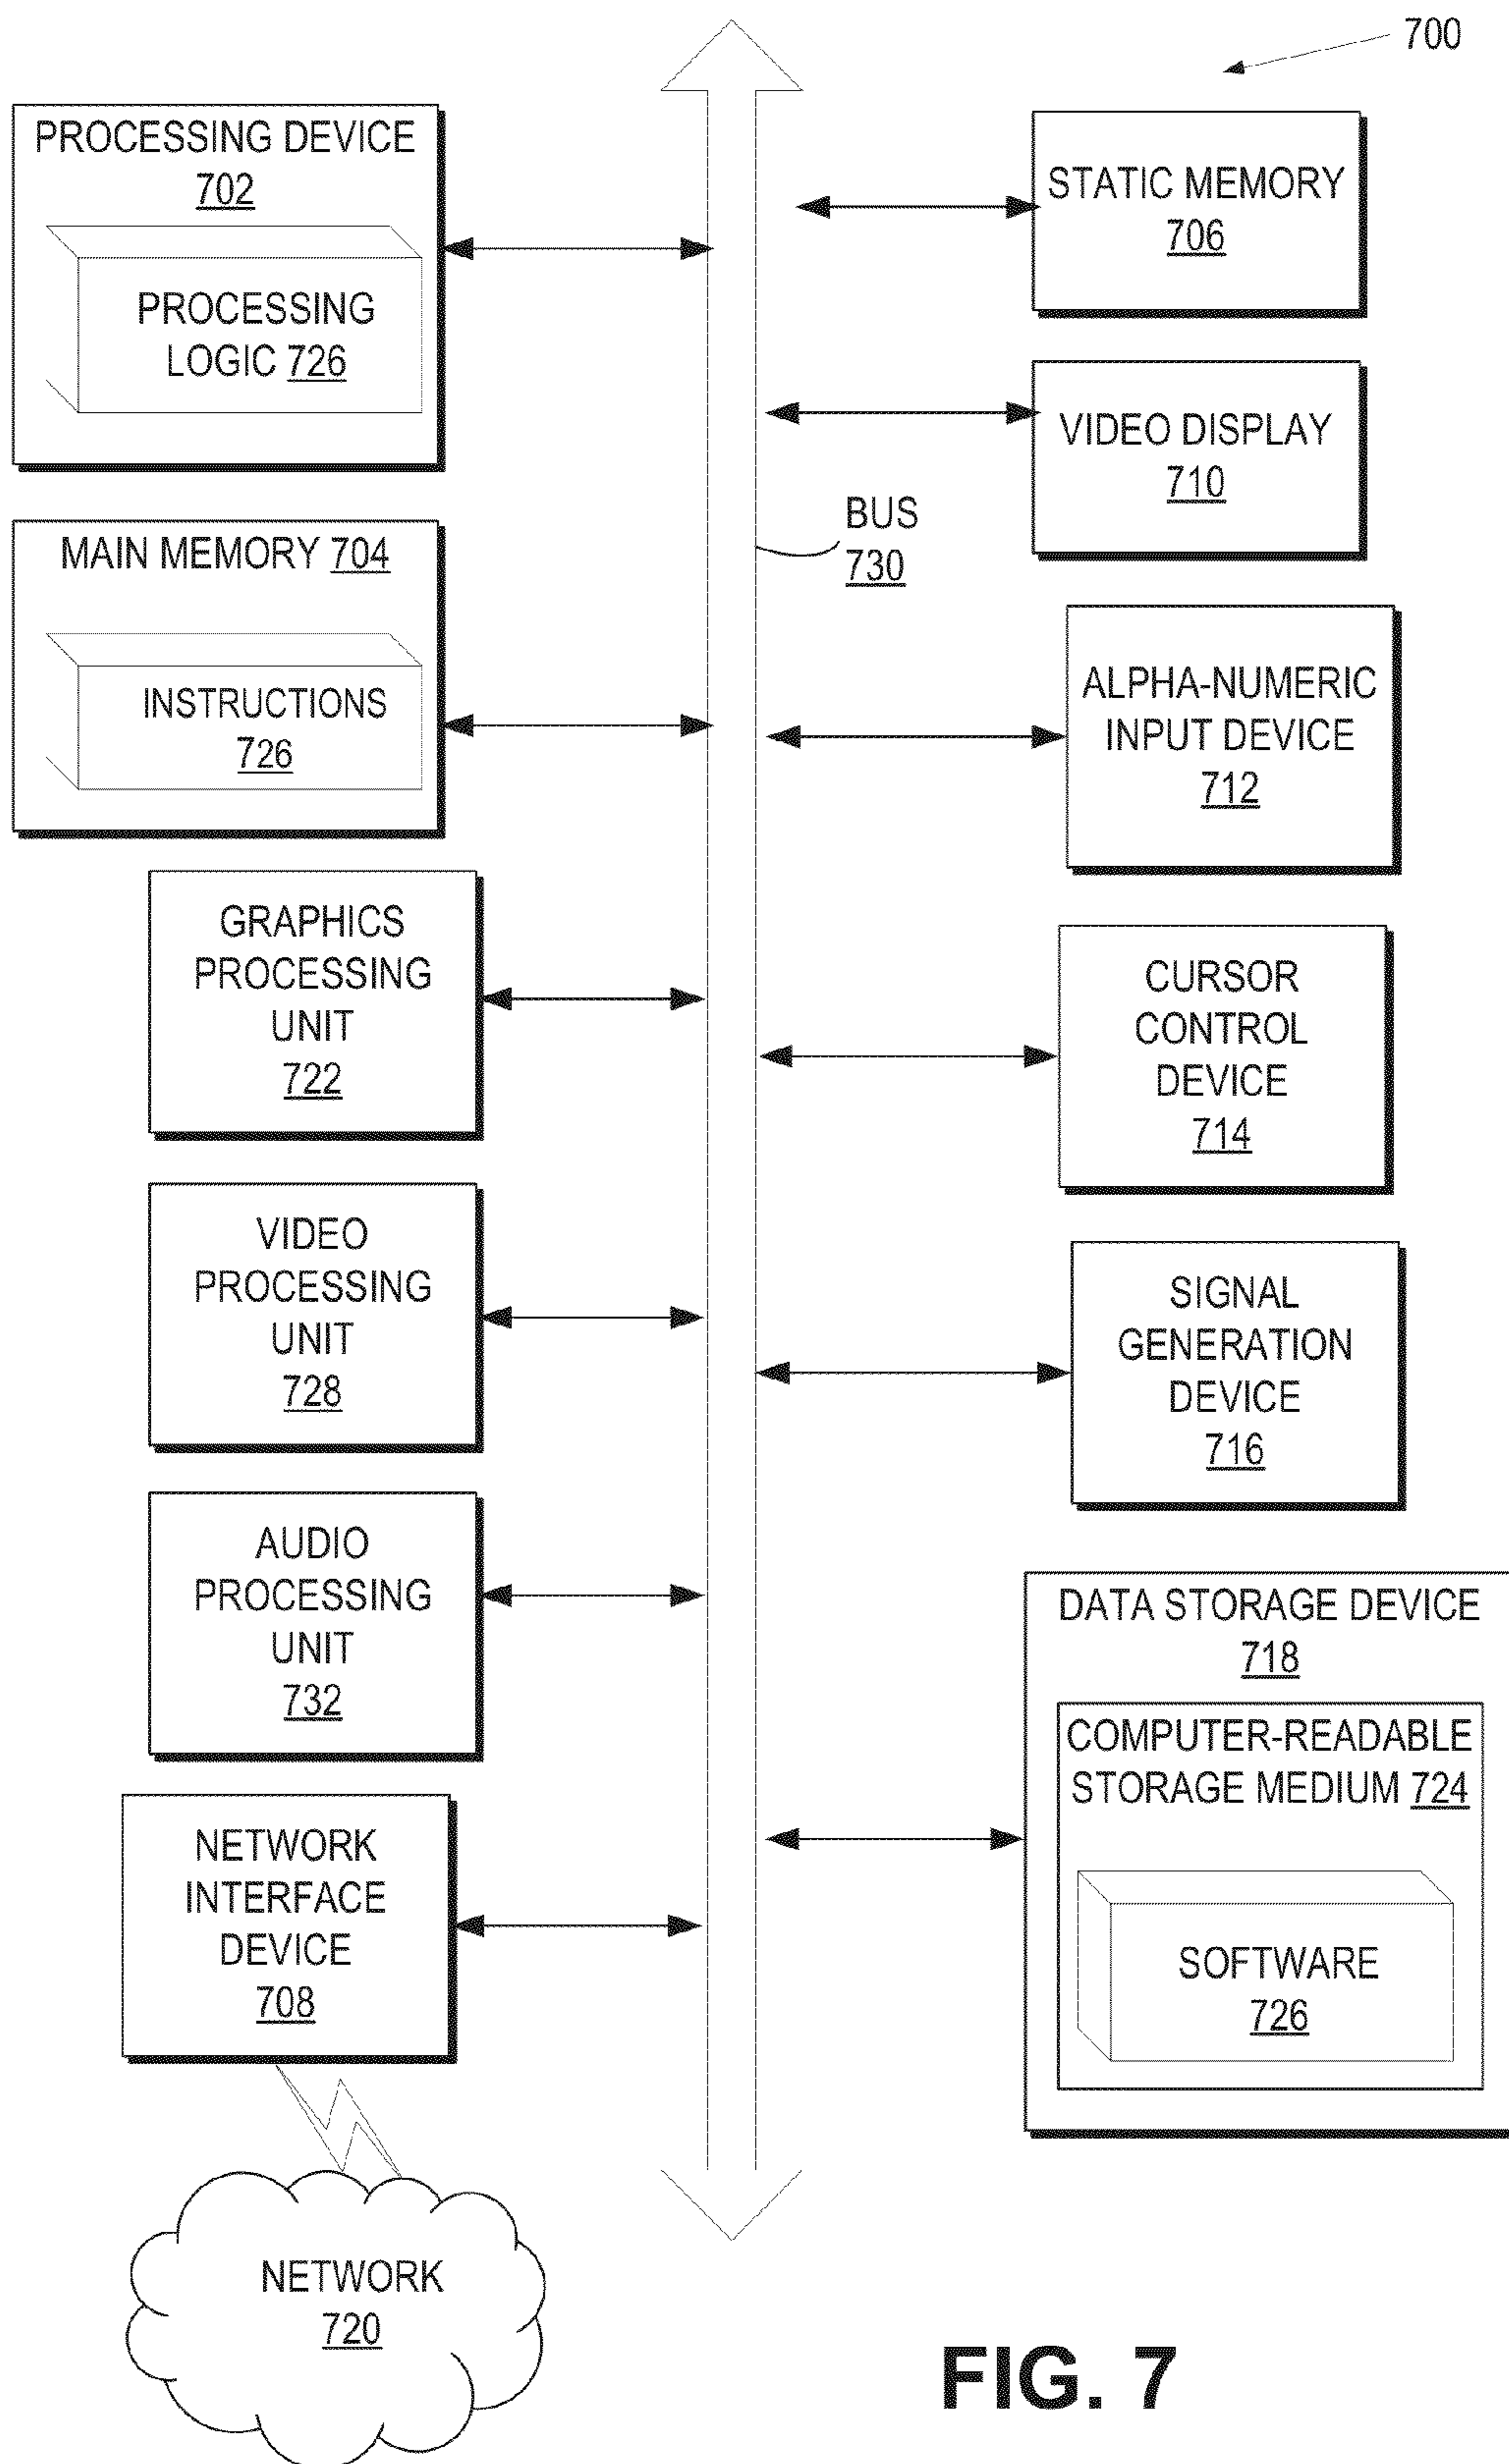 700
PROCESSING DEVICE
702
PROCESSING
LOGIC 726
MAIN MEMORY 704
INSTRUCTIONS
726
GRAPHICS
PROCESSING
UNIT
722
VIDEO
PROCESSING
UNIT
728
AUDIO
PROCESSING
UNIT
732
NETWORK
INTERFACE
DEVICE
708
NETWORK
720
BUS
730
STATIC MEMORY
706
VIDEO DISPLAY
710
ALPHA-NUMERIC
INPUT DEVICE
712
CURSOR
CONTROL
DEVICE
714
SIGNAL
GENERATION
DEVICE
716
DATA STORAGE DEVICE
718
COMPUTER-READABLE
STORAGE MEDIUM 724
SOFTWARE
726
FIG. 7